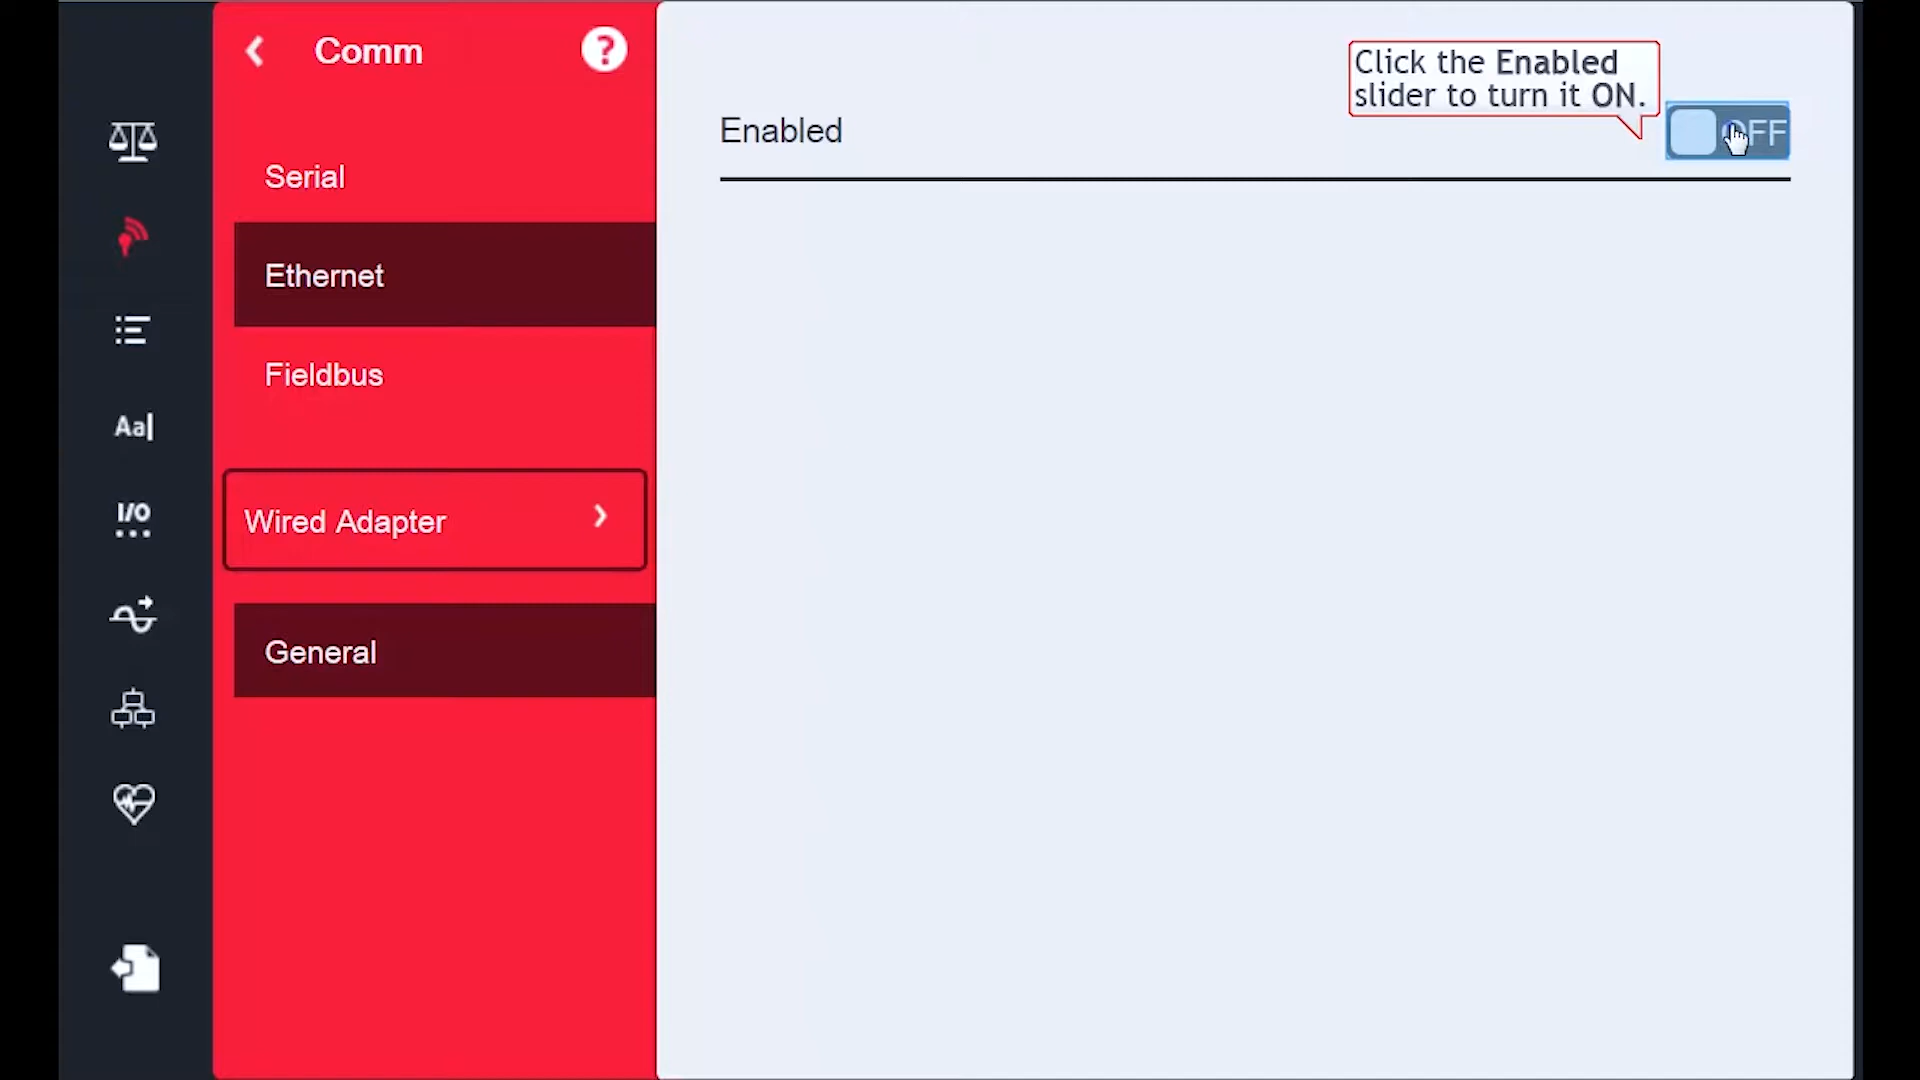 Comm
?
Serial
Ethernet
Fieldbus
Wired Adapter
General
Aa
I/O
Enabled
Click the Enabled
slider to turn it ON.
OFF